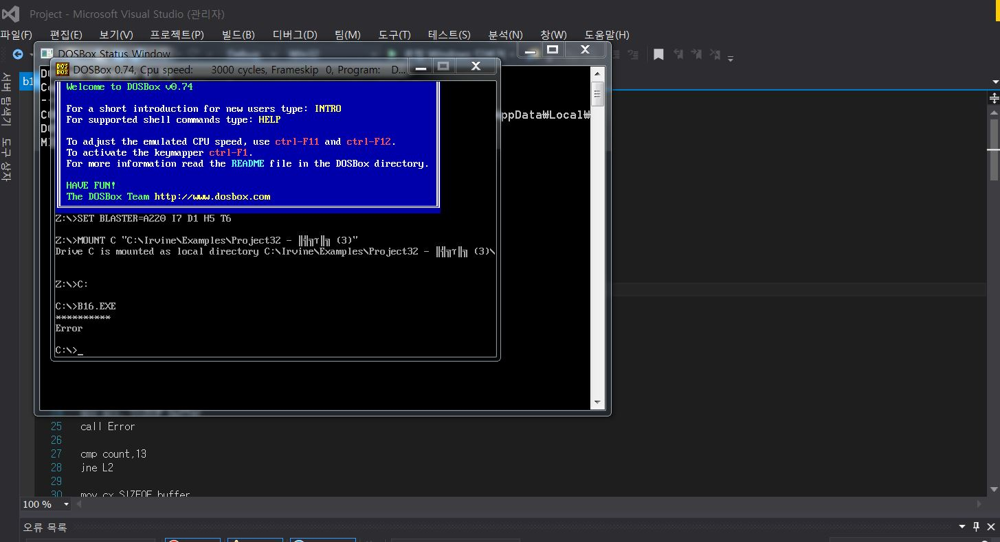 Project - Microsoft Visual Studio (관리자)
파일(F) 편집(E) 보기(V) 프로젝트(P) 빌드(B) 디버그(D) 팀(M) 도구(T) 테스트(S) 분석(N) 창(W) 도움말(H)
DOSBox Status Window
DOSBox 0.74, Cpu speed: 3000 cycles, Frameskip 0, Program: D...
서버 탐색기
도구 상자
b1
ppData₩Local₩
Welcome to DOSBox v0.74
For a short introduction for new users type: INTRO
For supported shell commands type: HELP
To adjust the emulated CPU speed, use ctrl-F11 and ctrl-F12.
To activate the keymapper ctrl-F1.
For more information read the README file in the DOSBox directory.
HAVE FUN!
The DOSBox Team http://www.dosbox.com
Z:\>SET BLASTER=A220 I7 D1 H5 T6
Z:\>MOUNT C "C:\Irvine\Examples\Project32 - (3)"
Drive C is mounted as local directory C:\Irvine\Examples\Project32 - (3)\
Z:\>C:
C:\>B16.EXE
**********
Error
C:\>_
25 call Error
26
27 cmp count,13
28 jne L2
29
30 mov cx,SIZEOF buffer
100 %
오류 목록